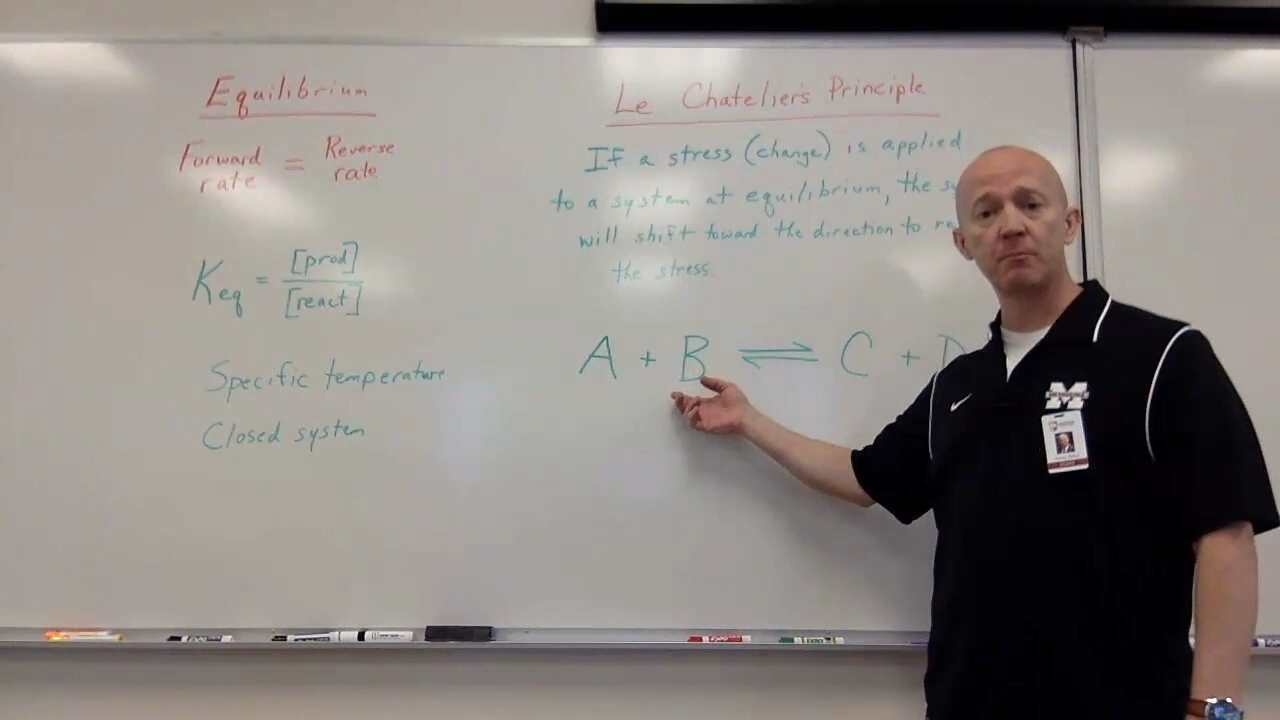 Equilibrium
Forward rate = Reverse rate
Keq = [prod] / [react]
Specific temperature
Closed system
Le Chatelier's Principle
If a stress (change) is applied
to a system at equilibrium, the
will shift toward the direction to
the stress.
A + B ⇌ C + D
M
EXPO